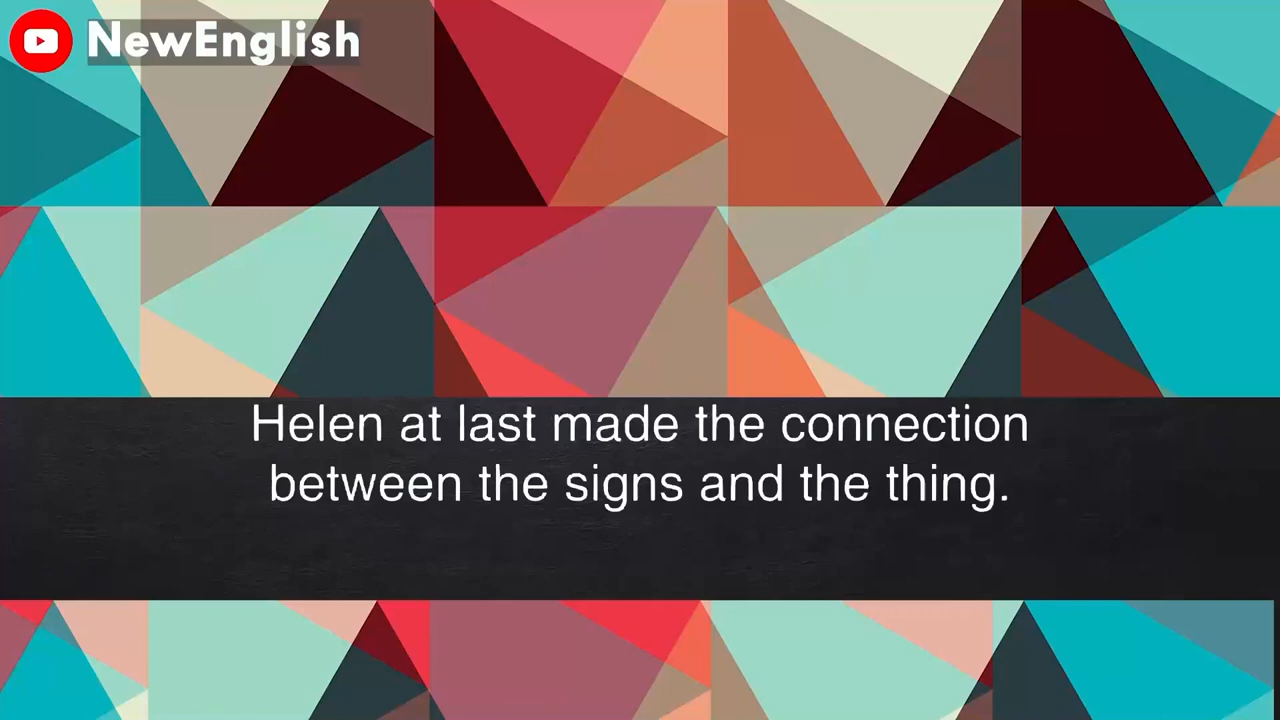 NewEnglish
Helen at last made the connection
between the signs and the thing.